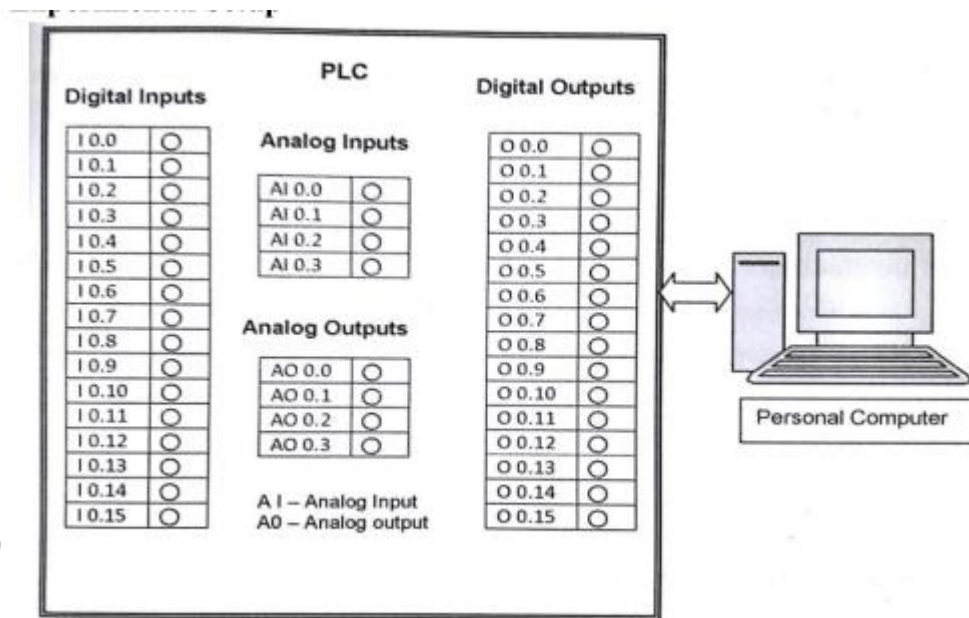 PLC
Digital Inputs
I 0.0
I 0.1
I 0.2
I 0.3
I 0.4
I 0.5
I 0.6
I 0.7
I 0.8
I 0.9
I 0.10
I 0.11
I 0.12
I 0.13
I 0.14
I 0.15
Analog Inputs
AI 0.0
AI 0.1
AI 0.2
AI 0.3
Analog Outputs
AO 0.0
AO 0.1
AO 0.2
AO 0.3
A I – Analog Input
A0 – Analog output
Digital Outputs
O 0.0
O 0.1
O 0.2
O 0.3
O 0.4
O 0.5
O 0.6
O 0.7
O 0.8
O 0.9
O 0.10
O 0.11
O 0.12
O 0.13
O 0.14
O 0.15
Personal Computer